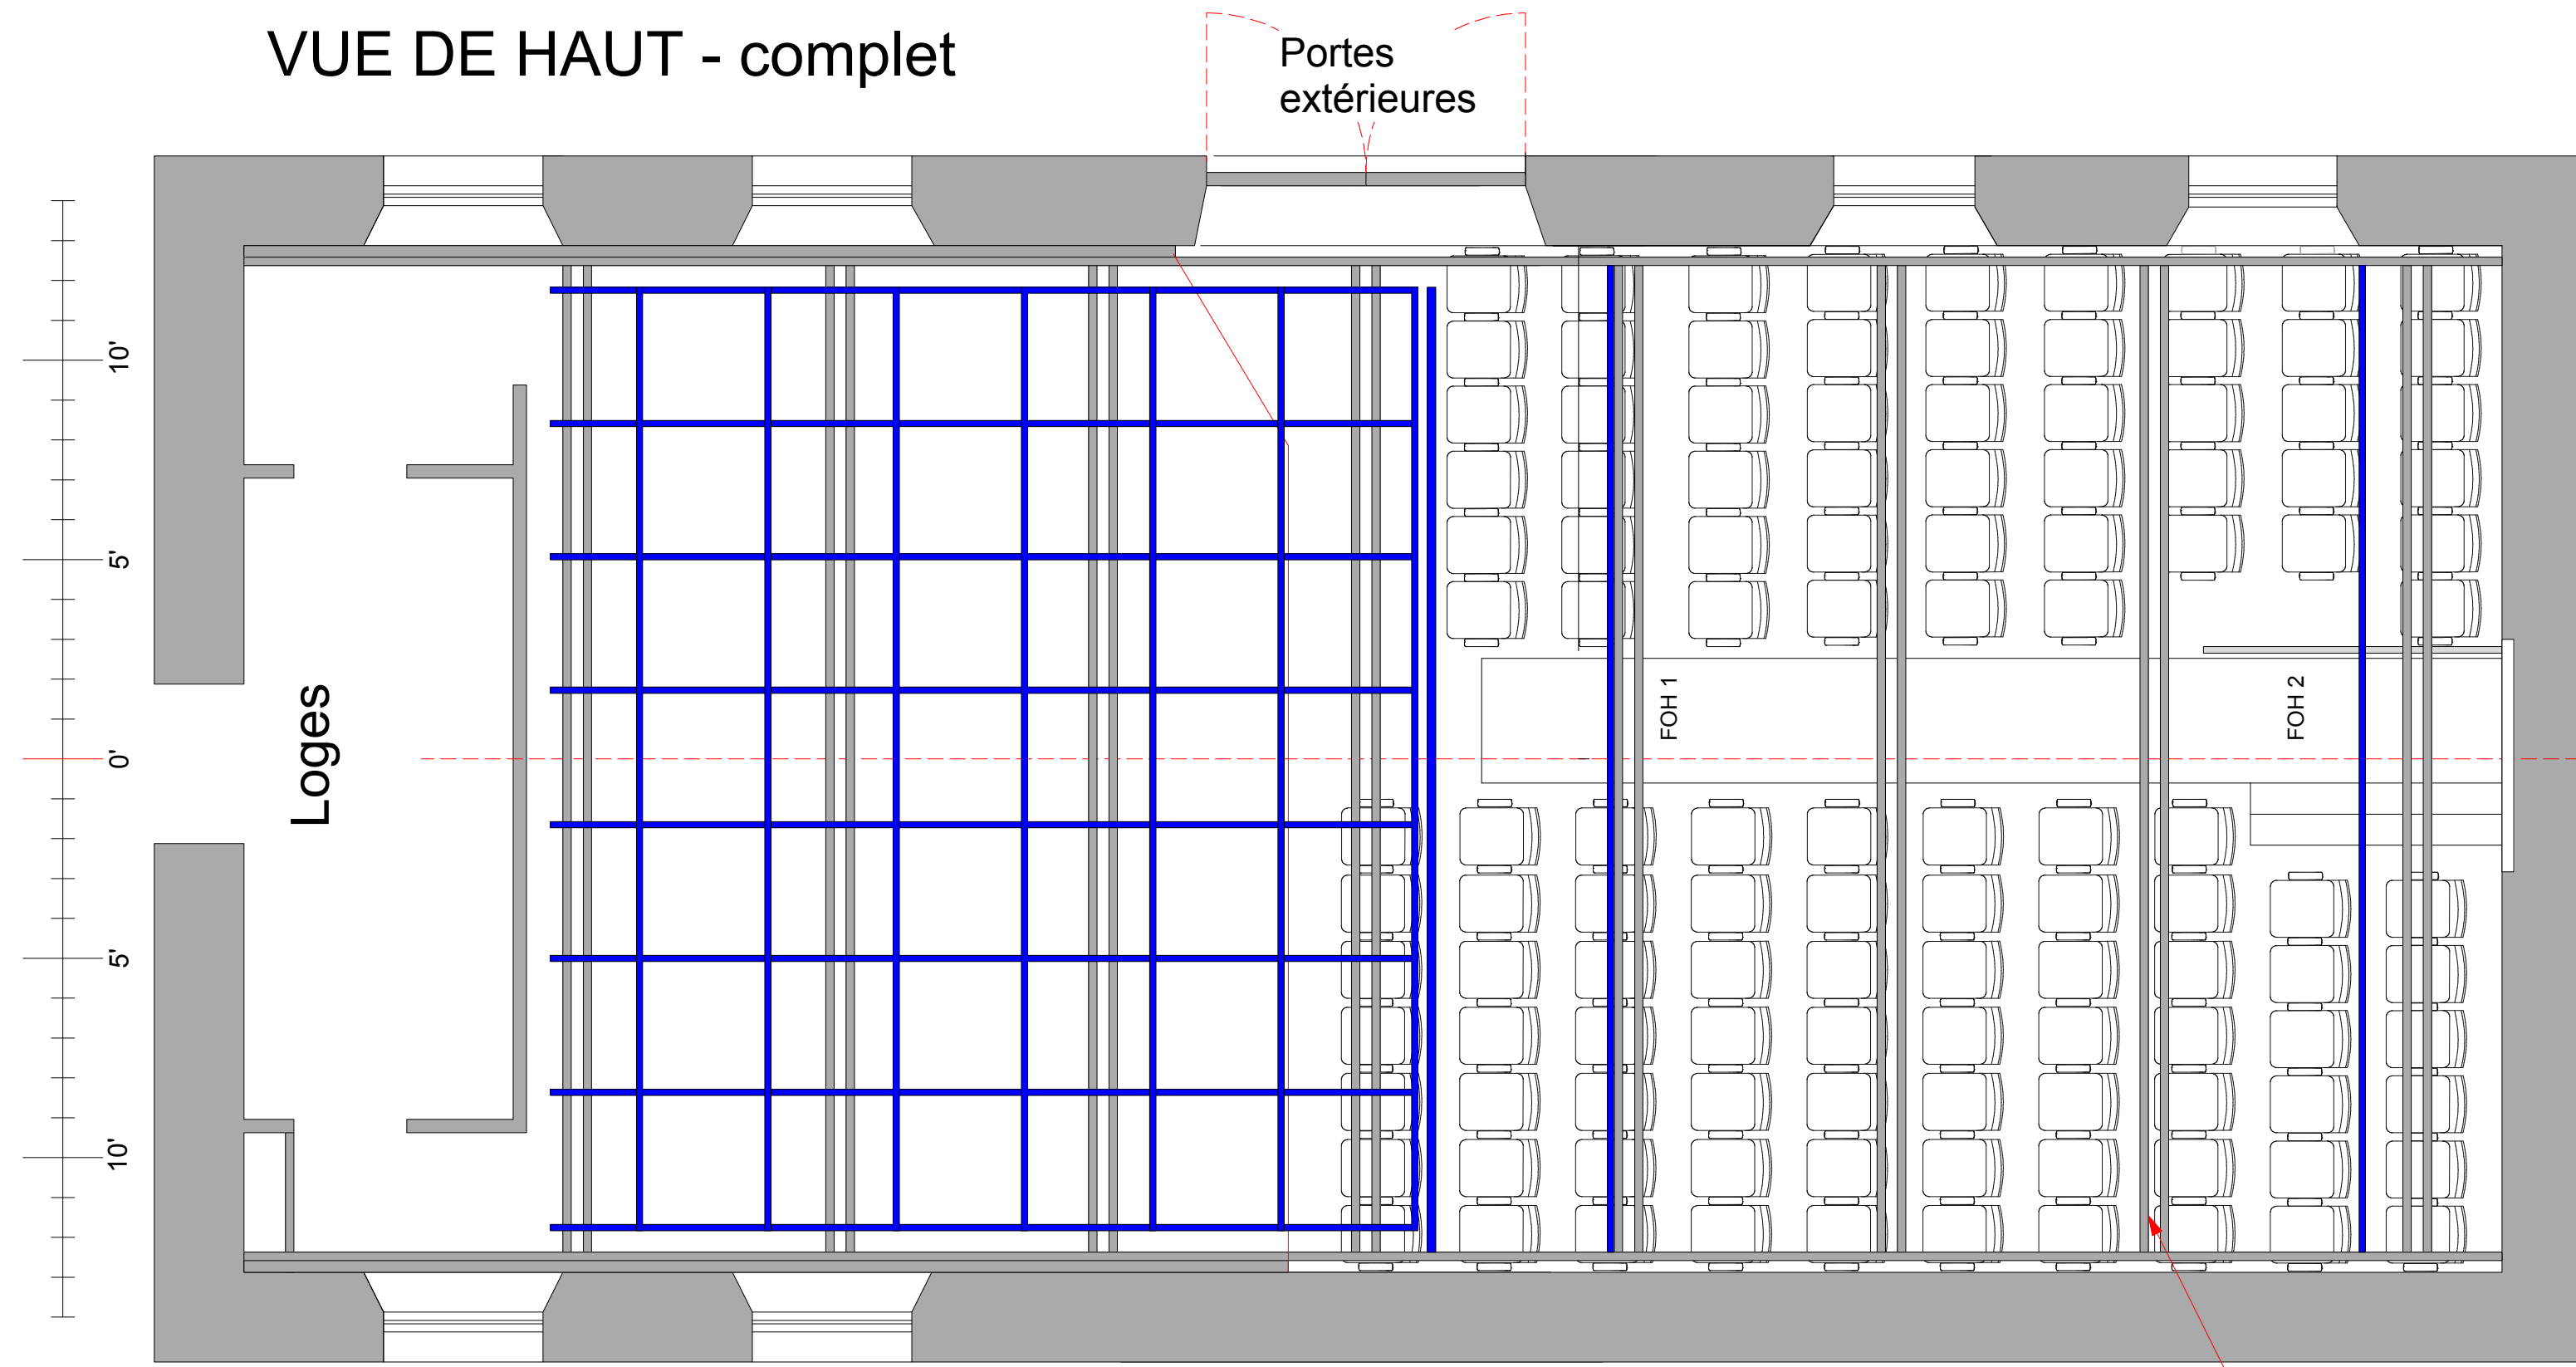 VUE DE HAUT - complet
Portes
extérieures
10'
5'
0'
5'
10'
Loges
FOH 1
FOH 2